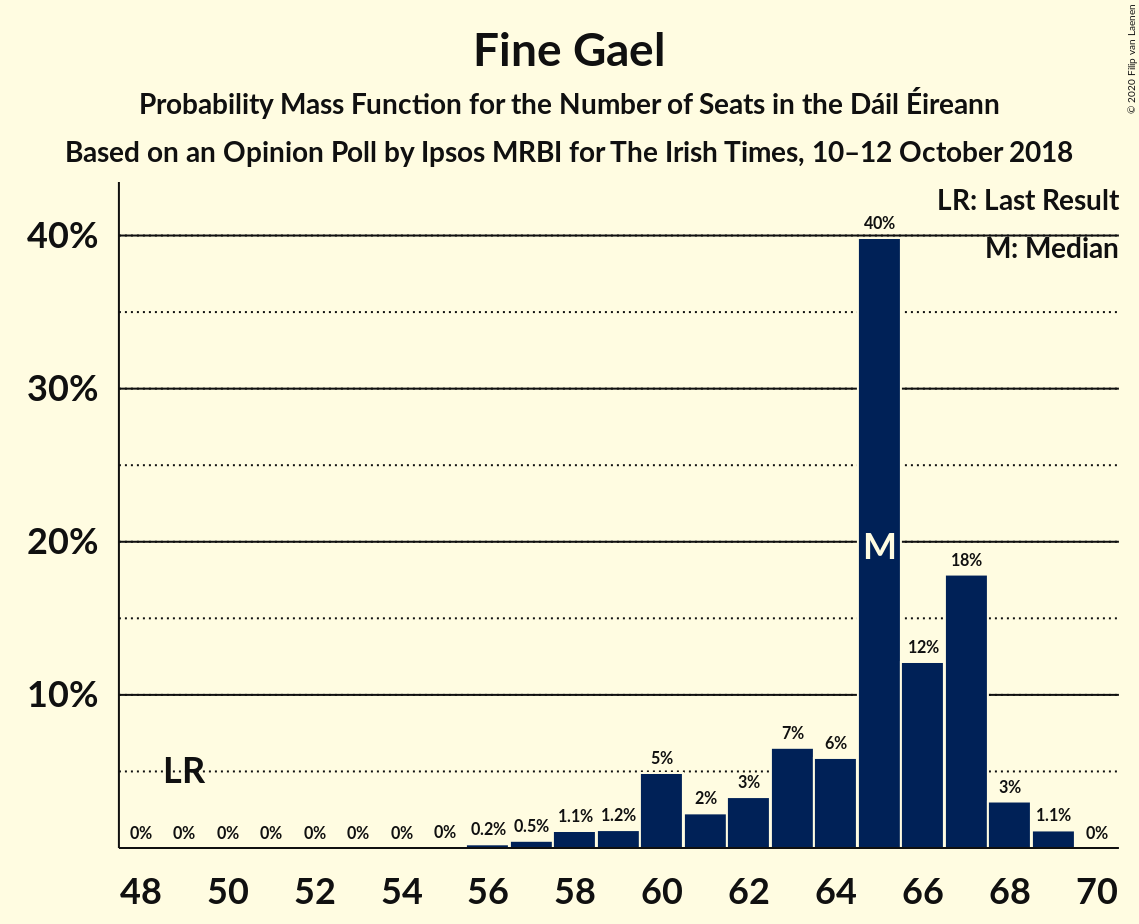 Fine Gael
Probability Mass Function for the Number of Seats in the Dáil Éireann
Based on an Opinion Poll by Ipsos MRBI for The Irish Times, 10–12 October 2018
© 2020 Filip van Laenen
LR: Last Result
M: Median
40%
30%
20%
10%
LR
M
0% 0% 0% 0% 0% 0% 0% 0% 0.2% 0.5% 1.1% 1.2% 5% 2% 3% 7% 6% 40% 12% 18% 3% 1.1% 0%
48 50 52 54 56 58 60 62 64 66 68 70